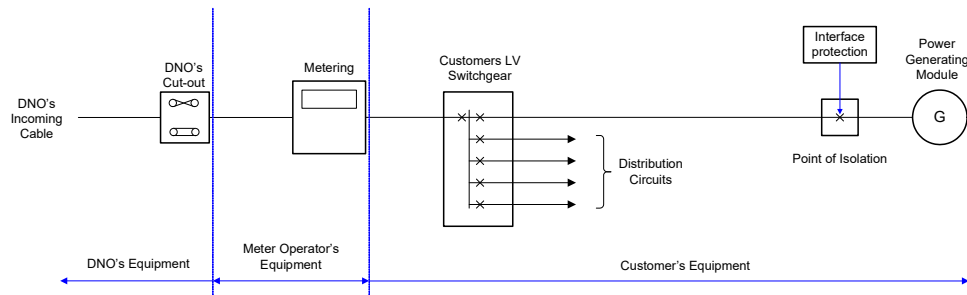 Interface
protection
Power
Generating
Module
DNO's
Cut-out
Metering
Customers LV
Switchgear
DNO's
Incoming
Cable
G
Point of Isolation
Distribution
Circuits
DNO's Equipment
Meter Operator's
Equipment
Customer's Equipment